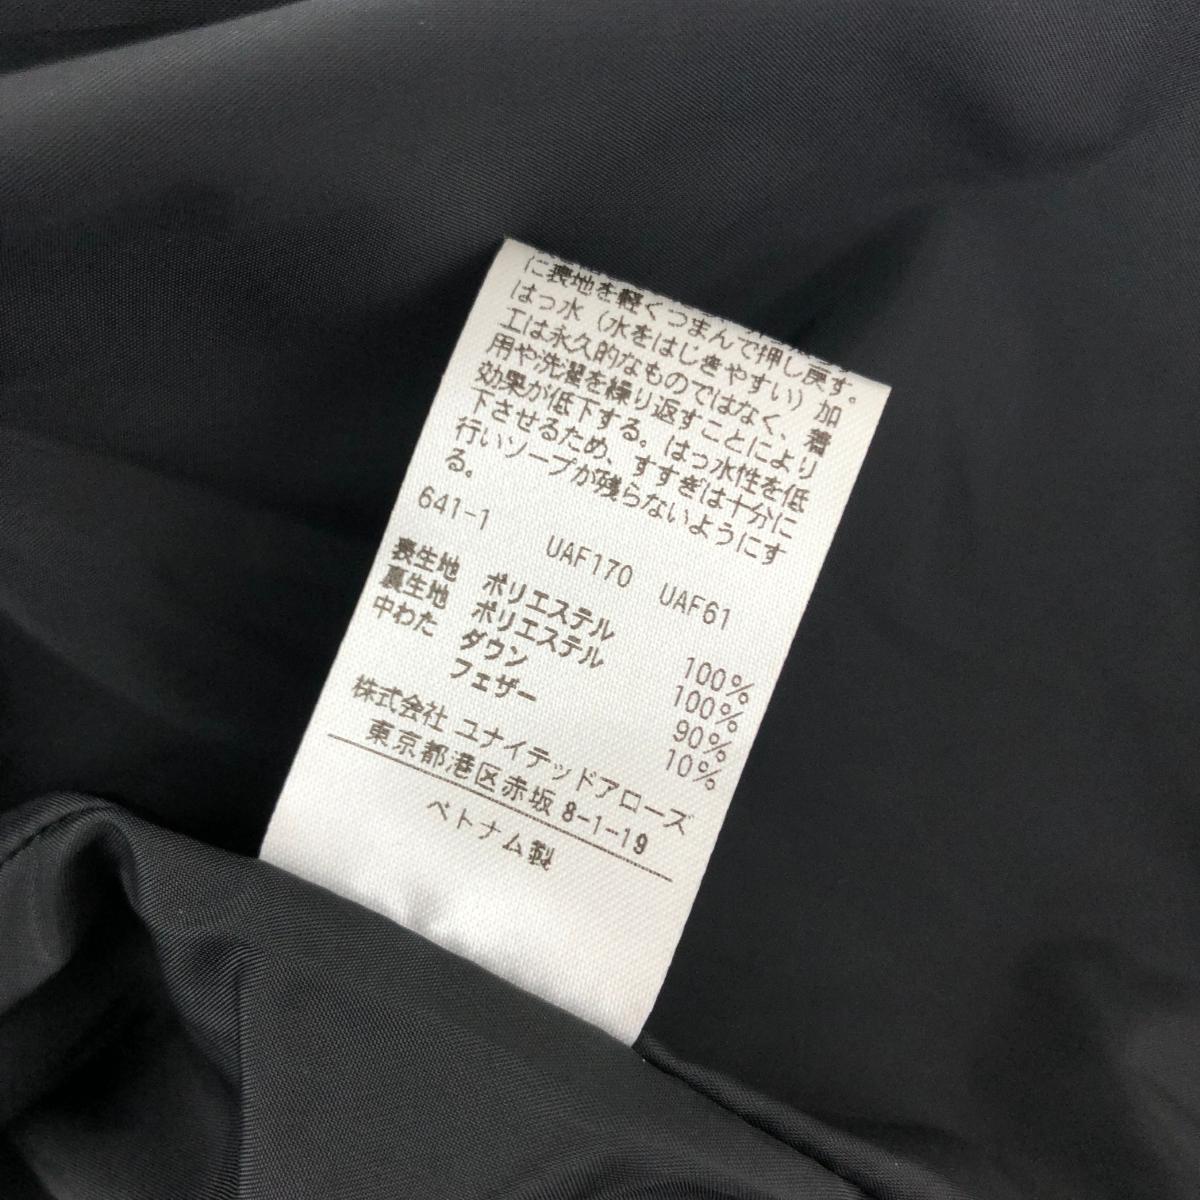 に表地を軽くつまんで押し戻す。
はっ水（水をはじきやすい）加
工は永久的なものではなく、着
用や洗濯を繰り返すことにより
効果が低下する。はっ水性を低
下させるため、すすぎは十分に
行いソープが残らないようにす
る。
641-1 UAF170 UAF61
表生地 ポリエステル 100%
裏生地 ポリエステル 100%
中わた ダウン 90%
フェザー 10%
株式会社 ユナイテッドアローズ
東京都港区赤坂 8-1-19
ベトナム製